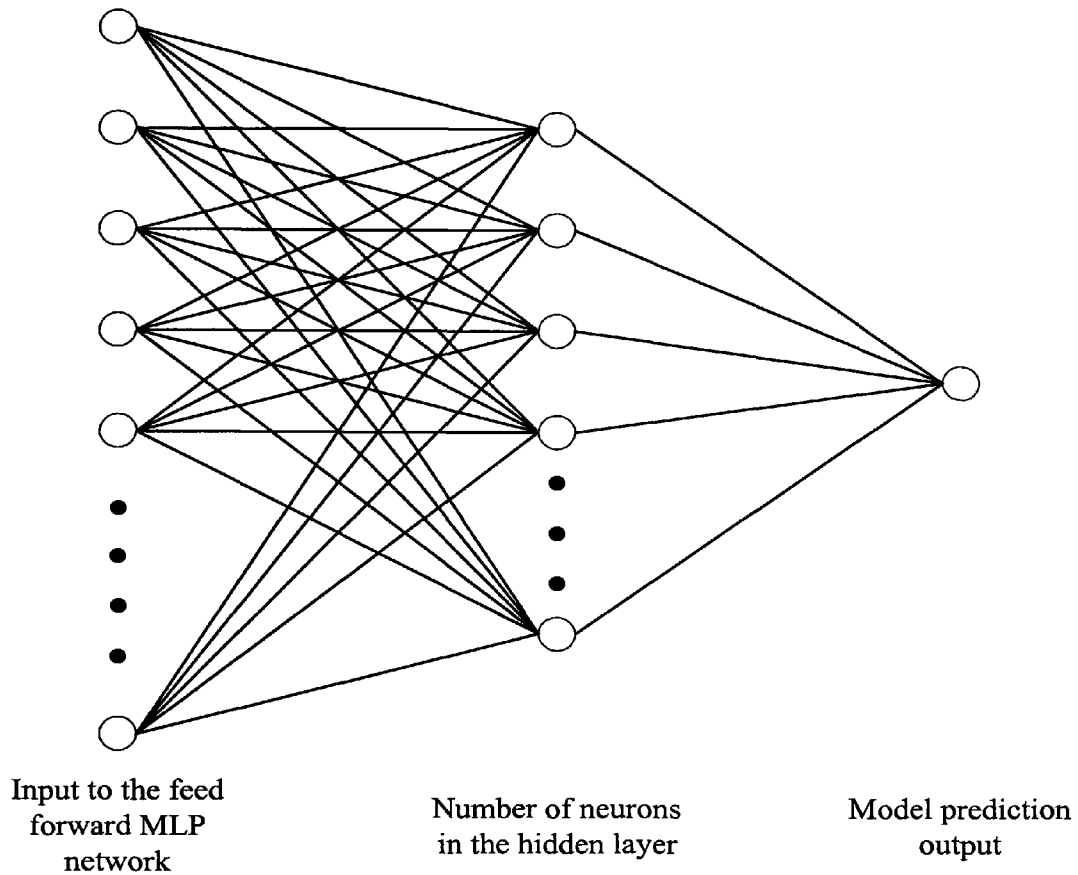 Input to the feed
forward MLP
network
Number of neurons
in the hidden layer
Model prediction
output